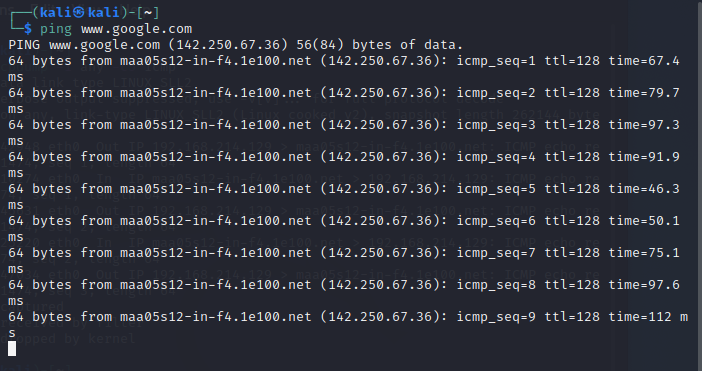 ┌──(kali㉿kali)-[~]
└─$ ping www.google.com
PING www.google.com (142.250.67.36) 56(84) bytes of data.
64 bytes from maa05s12-in-f4.1e100.net (142.250.67.36): icmp_seq=1 ttl=128 time=67.4
ms
64 bytes from maa05s12-in-f4.1e100.net (142.250.67.36): icmp_seq=2 ttl=128 time=79.7
ms
64 bytes from maa05s12-in-f4.1e100.net (142.250.67.36): icmp_seq=3 ttl=128 time=97.3
ms
64 bytes from maa05s12-in-f4.1e100.net (142.250.67.36): icmp_seq=4 ttl=128 time=91.9
ms
64 bytes from maa05s12-in-f4.1e100.net (142.250.67.36): icmp_seq=5 ttl=128 time=46.3
ms
64 bytes from maa05s12-in-f4.1e100.net (142.250.67.36): icmp_seq=6 ttl=128 time=50.1
ms
64 bytes from maa05s12-in-f4.1e100.net (142.250.67.36): icmp_seq=7 ttl=128 time=75.1
ms
64 bytes from maa05s12-in-f4.1e100.net (142.250.67.36): icmp_seq=8 ttl=128 time=97.6
ms
64 bytes from maa05s12-in-f4.1e100.net (142.250.67.36): icmp_seq=9 ttl=128 time=112 m
s